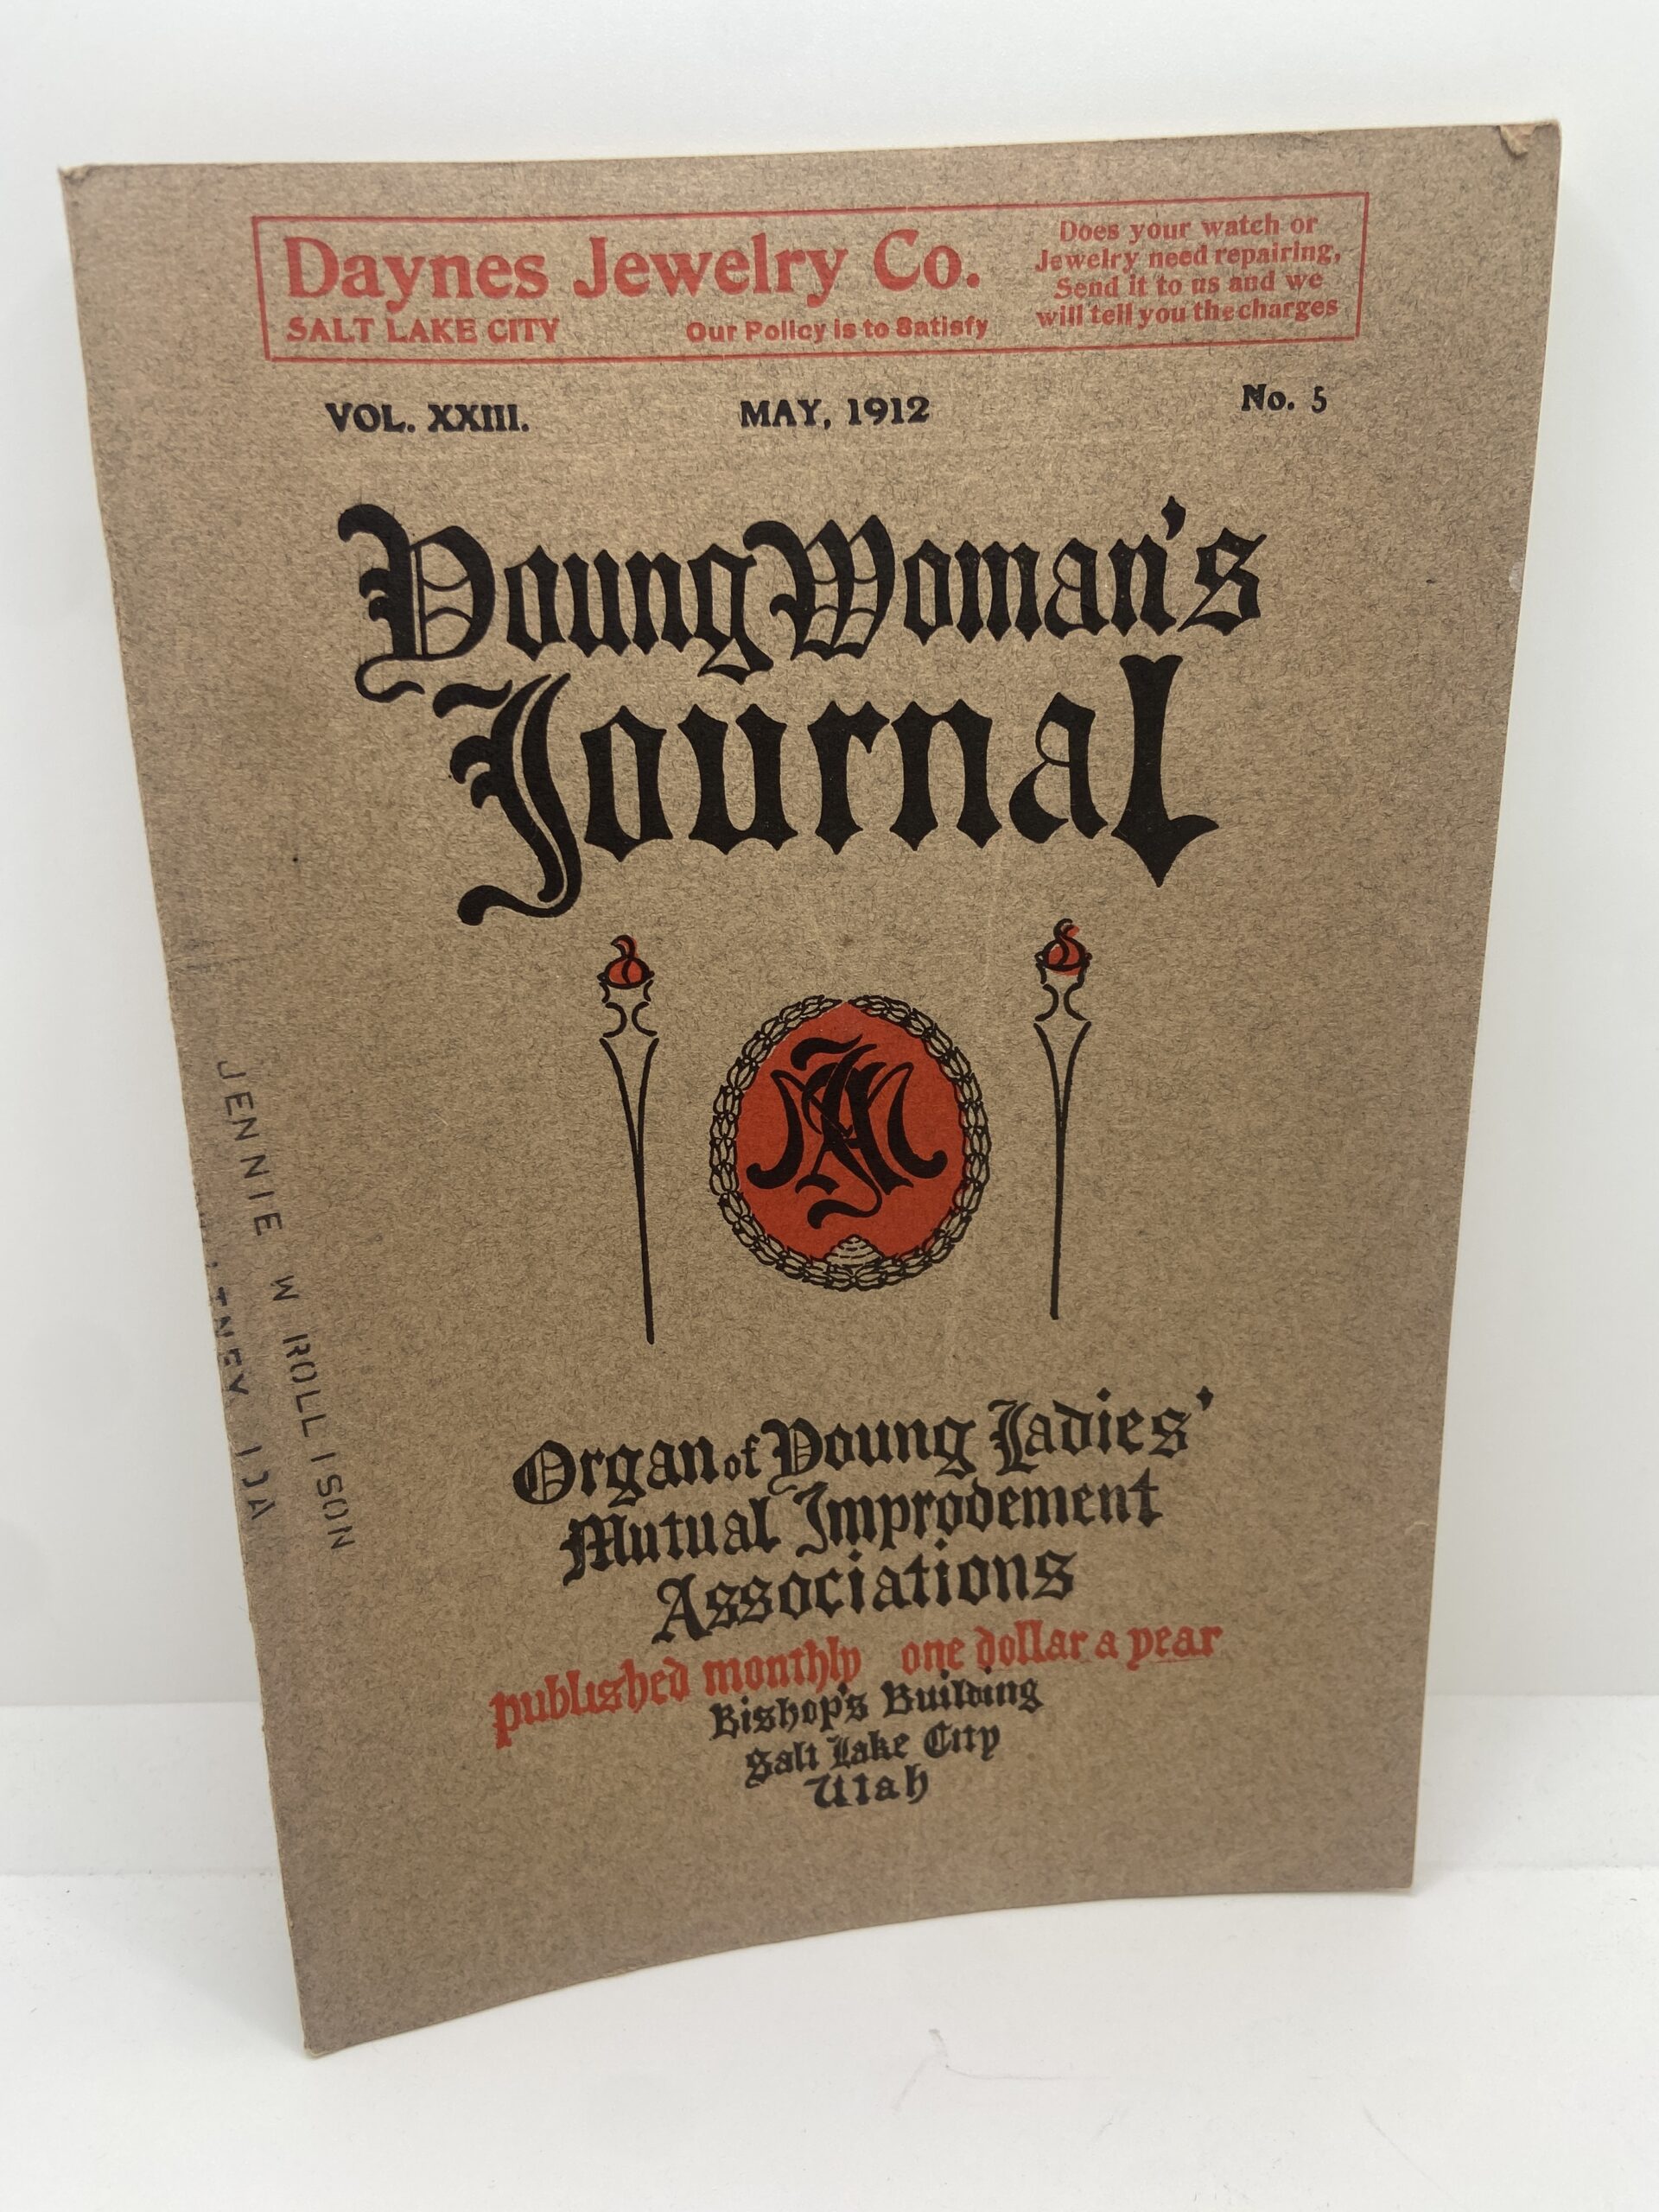 Daynes Jewelry Co.
SALT LAKE CITY
Our Policy is to Satisfy
Does your watch or
Jewelry need repairing,
Send it to us and we
will tell you the charges
VOL. XXIII.
MAY, 1912
No. 5
Young Woman's
Journal
Organ of Young Ladies'
Mutual Improvement
Associations
published monthly one dollar a year
Bishop's Building
Salt Lake City
Utah
JENNIE W ROLLISON